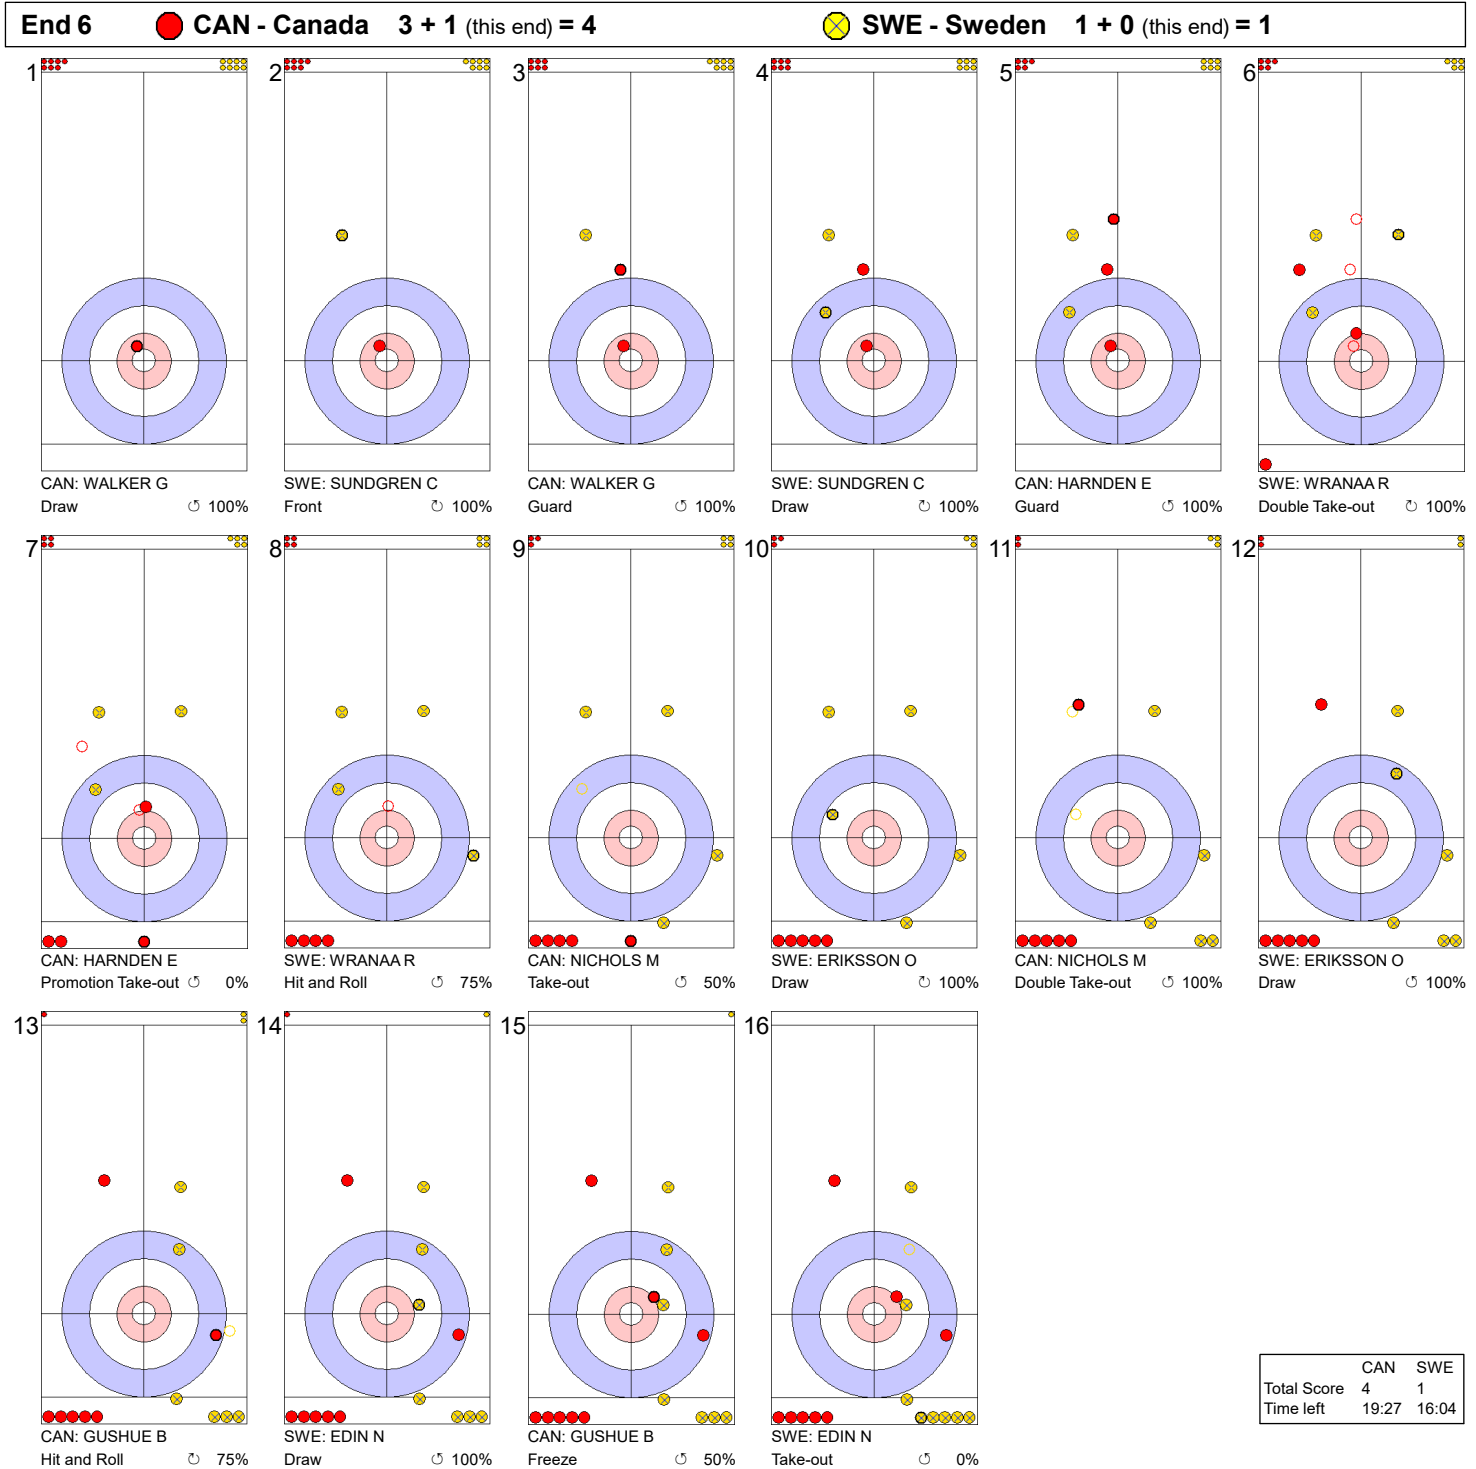 End 6 CAN - Canada 3 + 1 (this end) = 4 SWE - Sweden 1 + 0 (this end) = 1
1 2 3 4 5 6
CAN: WALKER G SWE: SUNDGREN C CAN: WALKER G SWE: SUNDGREN C CAN: HARNDEN E SWE: WRANAA R
Draw 100% Front 100% Guard 100% Draw 100% Guard 100% Double Take-out 100%
7 8 9 10 11 12
CAN: HARNDEN E SWE: WRANAA R CAN: NICHOLS M SWE: ERIKSSON O CAN: NICHOLS M SWE: ERIKSSON O
Promotion Take-out 0% Hit and Roll 75% Take-out 50% Draw 100% Double Take-out 100% Draw 100%
13 14 15 16
CAN: GUSHUE B SWE: EDIN N CAN: GUSHUE B SWE: EDIN N
Hit and Roll 75% Draw 100% Freeze 50% Take-out 0%
CAN SWE
Total Score 4 1
Time left 19:27 16:04